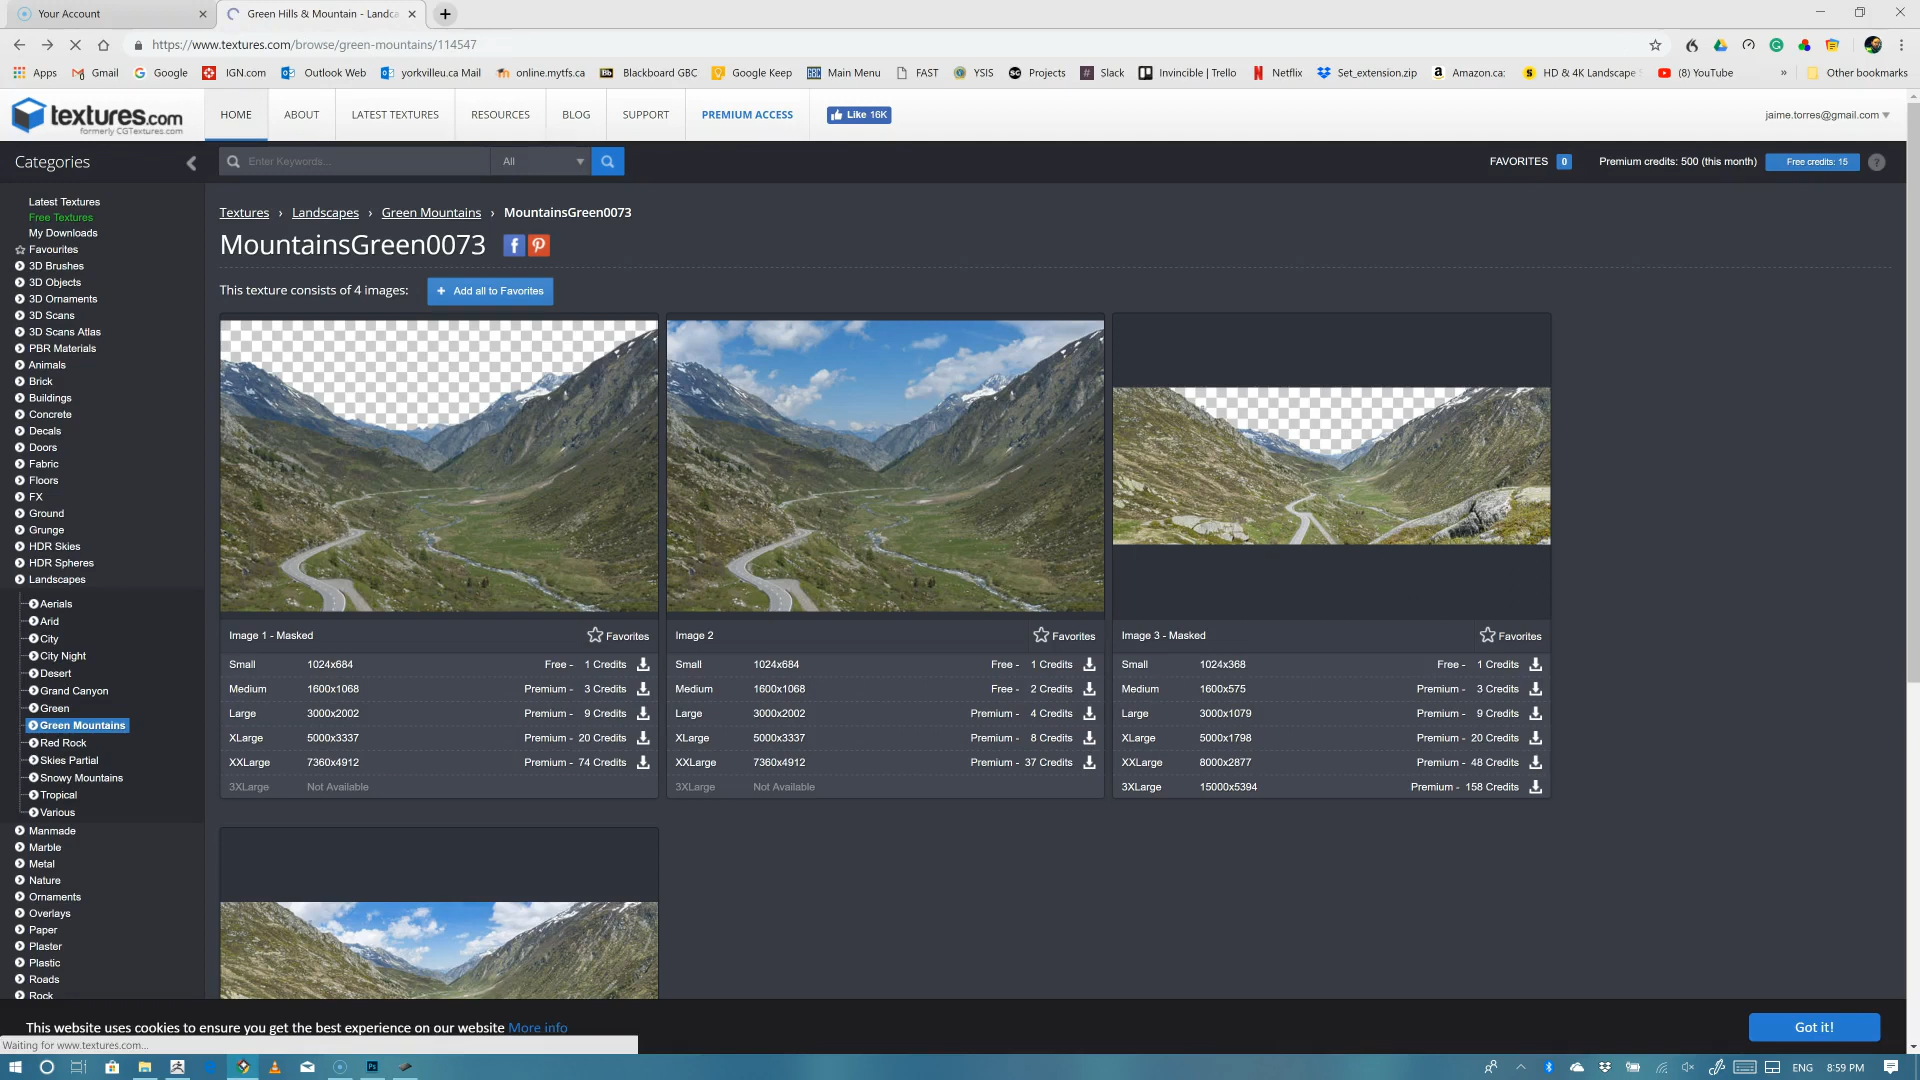 Your Account
Green Hills & Mountain - Landca
https://www.textures.com/browse/green-mountains/114547
Apps Gmail Google IGN.com Outlook Web yorkvilleu.ca Mail online.mytfs.ca Bb Blackboard GBC Google Keep GBC Main Menu FAST YSIS SG Projects # Slack Invincible | Trello N Netflix Set_extension.zip a Amazon.ca: S HD & 4K Landscape S (8) YouTube » Other bookmarks
textures.com
formerly CGTextures.com
HOME ABOUT LATEST TEXTURES RESOURCES BLOG SUPPORT PREMIUM ACCESS Like 16K jaime.torres@gmail.com
Categories Enter Keywords... All FAVORITES 0 Premium credits: 500 (this month) Free credits: 15 ?
Latest Textures
Free Textures
My Downloads
Favourites
3D Brushes
3D Objects
3D Ornaments
3D Scans
3D Scans Atlas
PBR Materials
Animals
Brick
Buildings
Concrete
Decals
Doors
Fabric
Floors
FX
Ground
Grunge
HDR Skies
HDR Spheres
Landscapes
Aerials
Arid
City
City Night
Desert
Grand Canyon
Green
Green Mountains
Red Rock
Skies Partial
Snowy Mountains
Tropical
Various
Manmade
Marble
Metal
Nature
Ornaments
Overlays
Paper
Plaster
Plastic
Roads
Rock
Textures › Landscapes › Green Mountains › MountainsGreen0073
MountainsGreen0073
This texture consists of 4 images: + Add all to Favorites
Image 1 - Masked Favorites
Small 1024x684 Free - 1 Credits
Medium 1600x1068 Premium - 3 Credits
Large 3000x2002 Premium - 9 Credits
XLarge 5000x3337 Premium - 20 Credits
XXLarge 7360x4912 Premium - 74 Credits
3XLarge Not Available
Image 2 Favorites
Small 1024x684 Free - 1 Credits
Medium 1600x1068 Free - 2 Credits
Large 3000x2002 Premium - 4 Credits
XLarge 5000x3337 Premium - 8 Credits
XXLarge 7360x4912 Premium - 37 Credits
3XLarge Not Available
Image 3 - Masked Favorites
Small 1024x368 Free - 1 Credits
Medium 1600x575 Premium - 3 Credits
Large 3000x1079 Premium - 9 Credits
XLarge 5000x1798 Premium - 20 Credits
XXLarge 8000x2877 Premium - 48 Credits
3XLarge 15000x5394 Premium - 158 Credits
This website uses cookies to ensure you get the best experience on our website More info Got it!
Waiting for www.textures.com...
ENG 8:59 PM